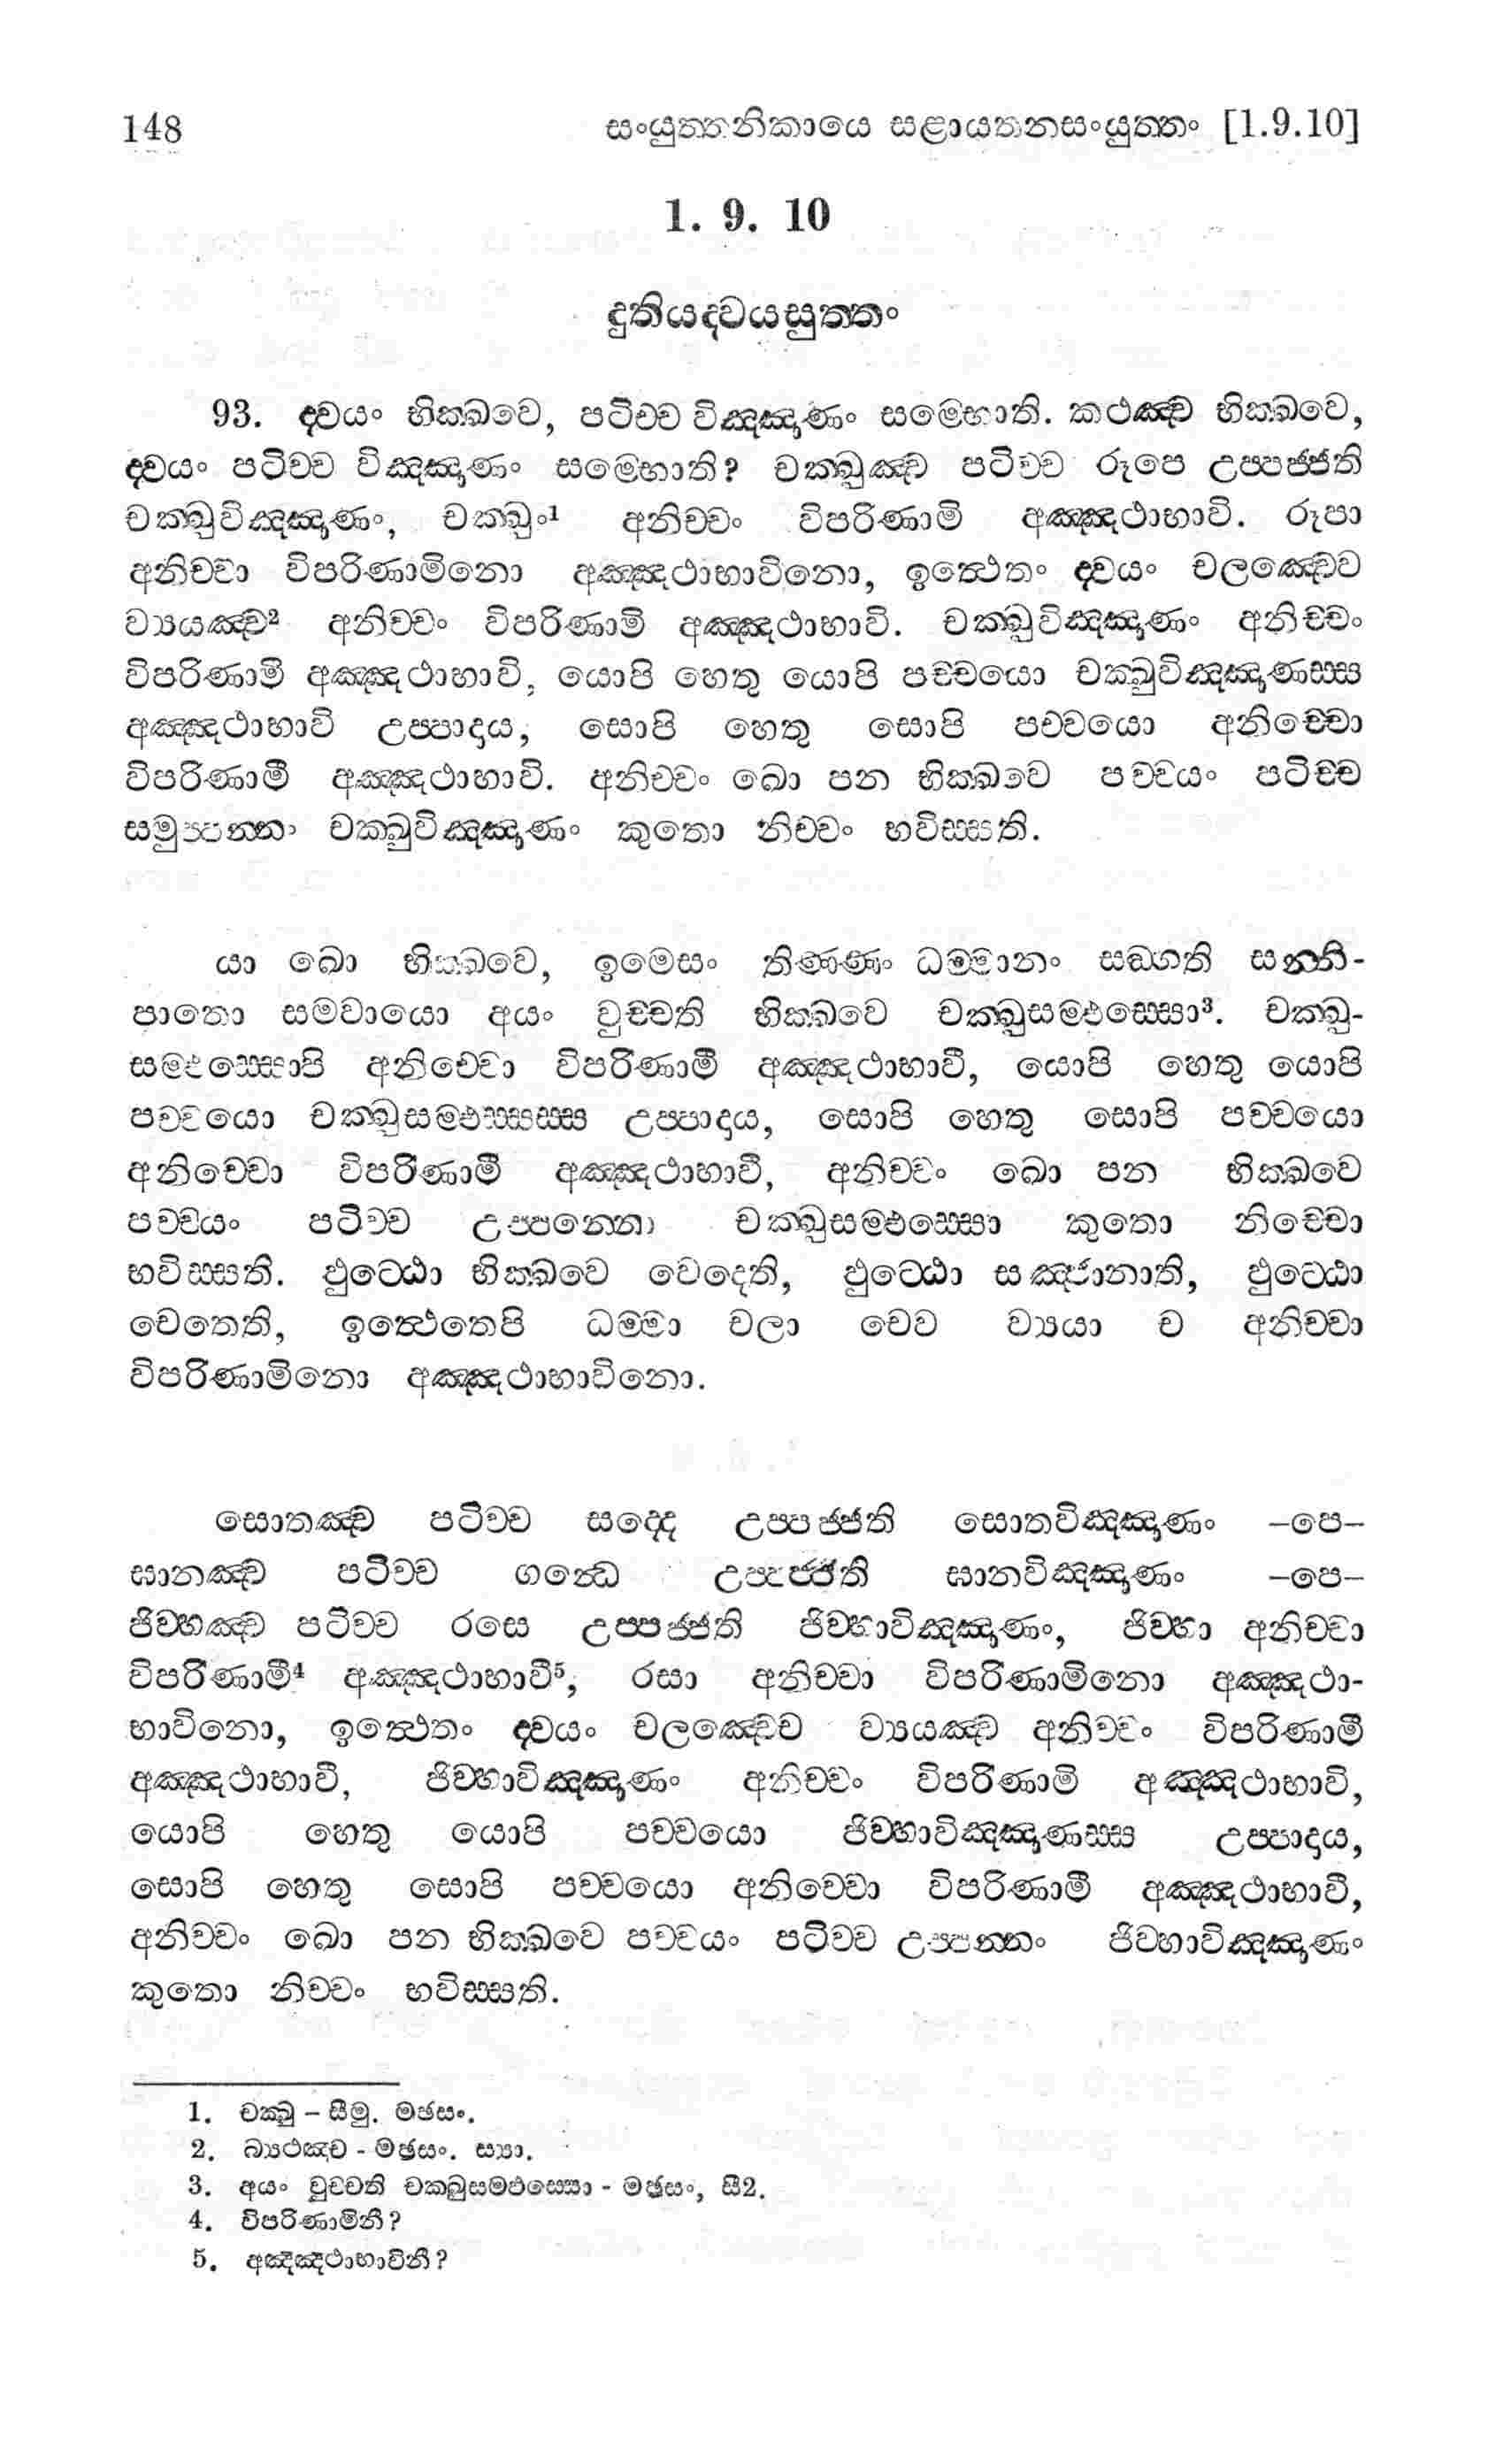 148 සංයුත්තනිකායෙ සළායතනසංයුත්තං [1.9.10]
1. 9. 10
දුතියද්වයසුත්තං
93. ද්වයං භික්ඛවෙ, පටිච්ච විඤ්ඤාණං සම්භොති. කථඤ්ච භික්ඛවෙ,
ද්වයං පටිච්ච විඤ්ඤාණං සම්භොති? චක්ඛුඤ්ච පටිච්ච රූපෙ උප්පජ්ජති
චක්ඛුවිඤ්ඤාණං, චක්ඛුං1 අනිච්චං විපරිණාමි අඤ්ඤථාභාවි. රූපා
අනිච්චා විපරිණාමිනො අඤ්ඤථාභාවිනො, ඉත්ථෙතං ද්වයං චලඤ්චෙව
ව්‍යයඤ්ච2 අනිච්චං විපරිණාමි අඤ්ඤථාභාවි. චක්ඛුවිඤ්ඤාණං අනිච්චං
විපරිණාමි අඤ්ඤථාභාවි, යොපි හෙතු යොපි පච්චයො චක්ඛුවිඤ්ඤාණස්ස
අඤ්ඤථාභාවි උප්පාදාය, සොපි හෙතු සොපි පච්චයො අනිච්චො
විපරිණාමී අඤ්ඤථාභාවි. අනිච්චං ඛො පන භික්ඛවෙ පච්චයං පටිච්ච
සමුප්පන්නං චක්ඛුවිඤ්ඤාණං කුතො නිච්චං භවිස්සති.
යා ඛො භික්ඛවෙ, ඉමෙසං තිණ්ණං ධම්මානං සඞ්ගති සන්නි-
පාතො සමවායො අයං වුච්චති භික්ඛවෙ චක්ඛුසම්ඵස්සො3. චක්ඛු-
සම්ඵස්සොපි අනිච්චො විපරිණාමී අඤ්ඤථාභාවී, යොපි හෙතු යොපි
පච්චයො චක්ඛුසම්ඵස්සස්ස උප්පාදාය, සොපි හෙතු සොපි පච්චයො
අනිච්චො විපරිණාමී අඤ්ඤථාභාවී, අනිච්චං ඛො පන භික්ඛවෙ
පච්චයං පටිච්ච උප්පන්නො චක්ඛුසම්ඵස්සො කුතො නිච්චො
භවිස්සති. ඵුට්ඨො භික්ඛවෙ වෙදෙති, ඵුට්ඨො සඤ්ජානාති, ඵුට්ඨො
චෙතෙති, ඉත්ථෙතෙපි ධම්මා චලා චෙව ව්‍යයා ච අනිච්චා
විපරිණාමිනො අඤ්ඤථාභාවිනො.
සොතඤ්ච පටිච්ච සද්දෙ උප්පජ්ජති සොතවිඤ්ඤාණං –පෙ–
ඝානඤ්ච පටිච්ච ගන්ධෙ උප්පජ්ජති ඝානවිඤ්ඤාණං –පෙ–
ජිව්හඤ්ච පටිච්ච රසෙ උප්පජ්ජති ජිව්හාවිඤ්ඤාණං, ජිව්හා අනිච්චා
විපරිණාමී4 අඤ්ඤථාභාවී5, රසා අනිච්චා විපරිණාමිනො අඤ්ඤථා-
භාවිනො, ඉත්ථෙතං ද්වයං චලඤ්චෙව ව්‍යයඤ්ච අනිච්චං විපරිණාමී
අඤ්ඤථාභාවී, ජිව්හාවිඤ්ඤාණං අනිච්චං විපරිණාමි අඤ්ඤථාභාවි,
යොපි හෙතු යොපි පච්චයො ජිව්හාවිඤ්ඤාණස්ස උප්පාදාය,
සොපි හෙතු සොපි පච්චයො අනිච්චො විපරිණාමී අඤ්ඤථාභාවී,
අනිච්චං ඛො පන භික්ඛවෙ පච්චයං පටිච්ච උප්පන්නං ජිව්හාවිඤ්ඤාණං
කුතො නිච්චං භවිස්සති.
1. චක්ඛු – සීමු. මඡසං.
2. බ්‍යථඤ්ච - මඡසං. ස්‍යා.
3. අයං වුච්චති චක්ඛුසම්ඵස්සො - මඡසං, සී2.
4. විපරිණාමිනී?
5. අඤ්ඤථාභාවිනී?